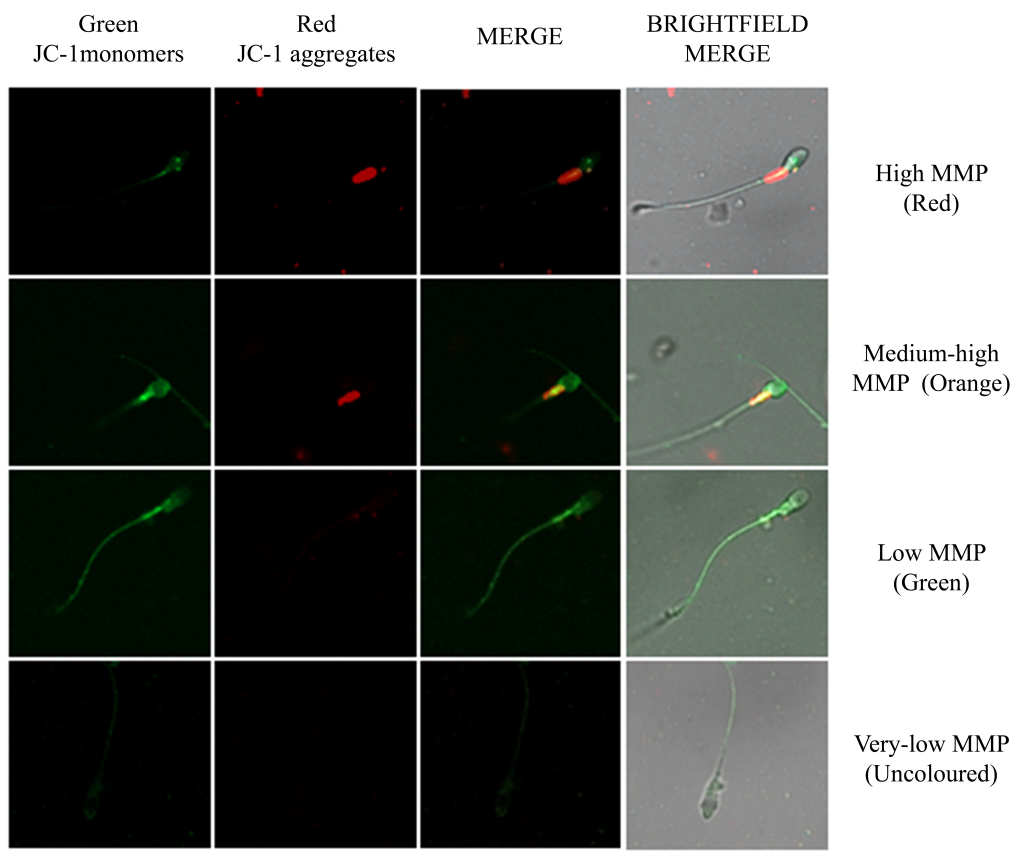 Green
JC-1monomers
Red
JC-1 aggregates
MERGE
BRIGHTFIELD
MERGE
High MMP
(Red)
Medium-high
MMP (Orange)
Low MMP
(Green)
Very-low MMP
(Uncoloured)